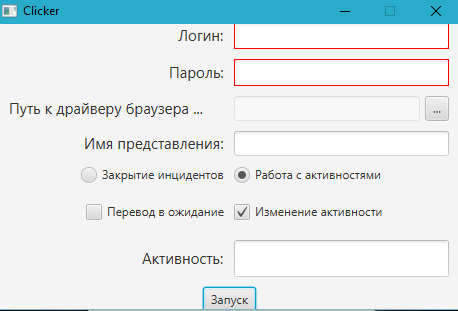 Clicker
Логин:
Пароль:
Путь к драйверу браузера ... ...
Имя представления:
Закрытие инцидентов Работа с активностями
Перевод в ожидание Изменение активности
Активность:
Запуск